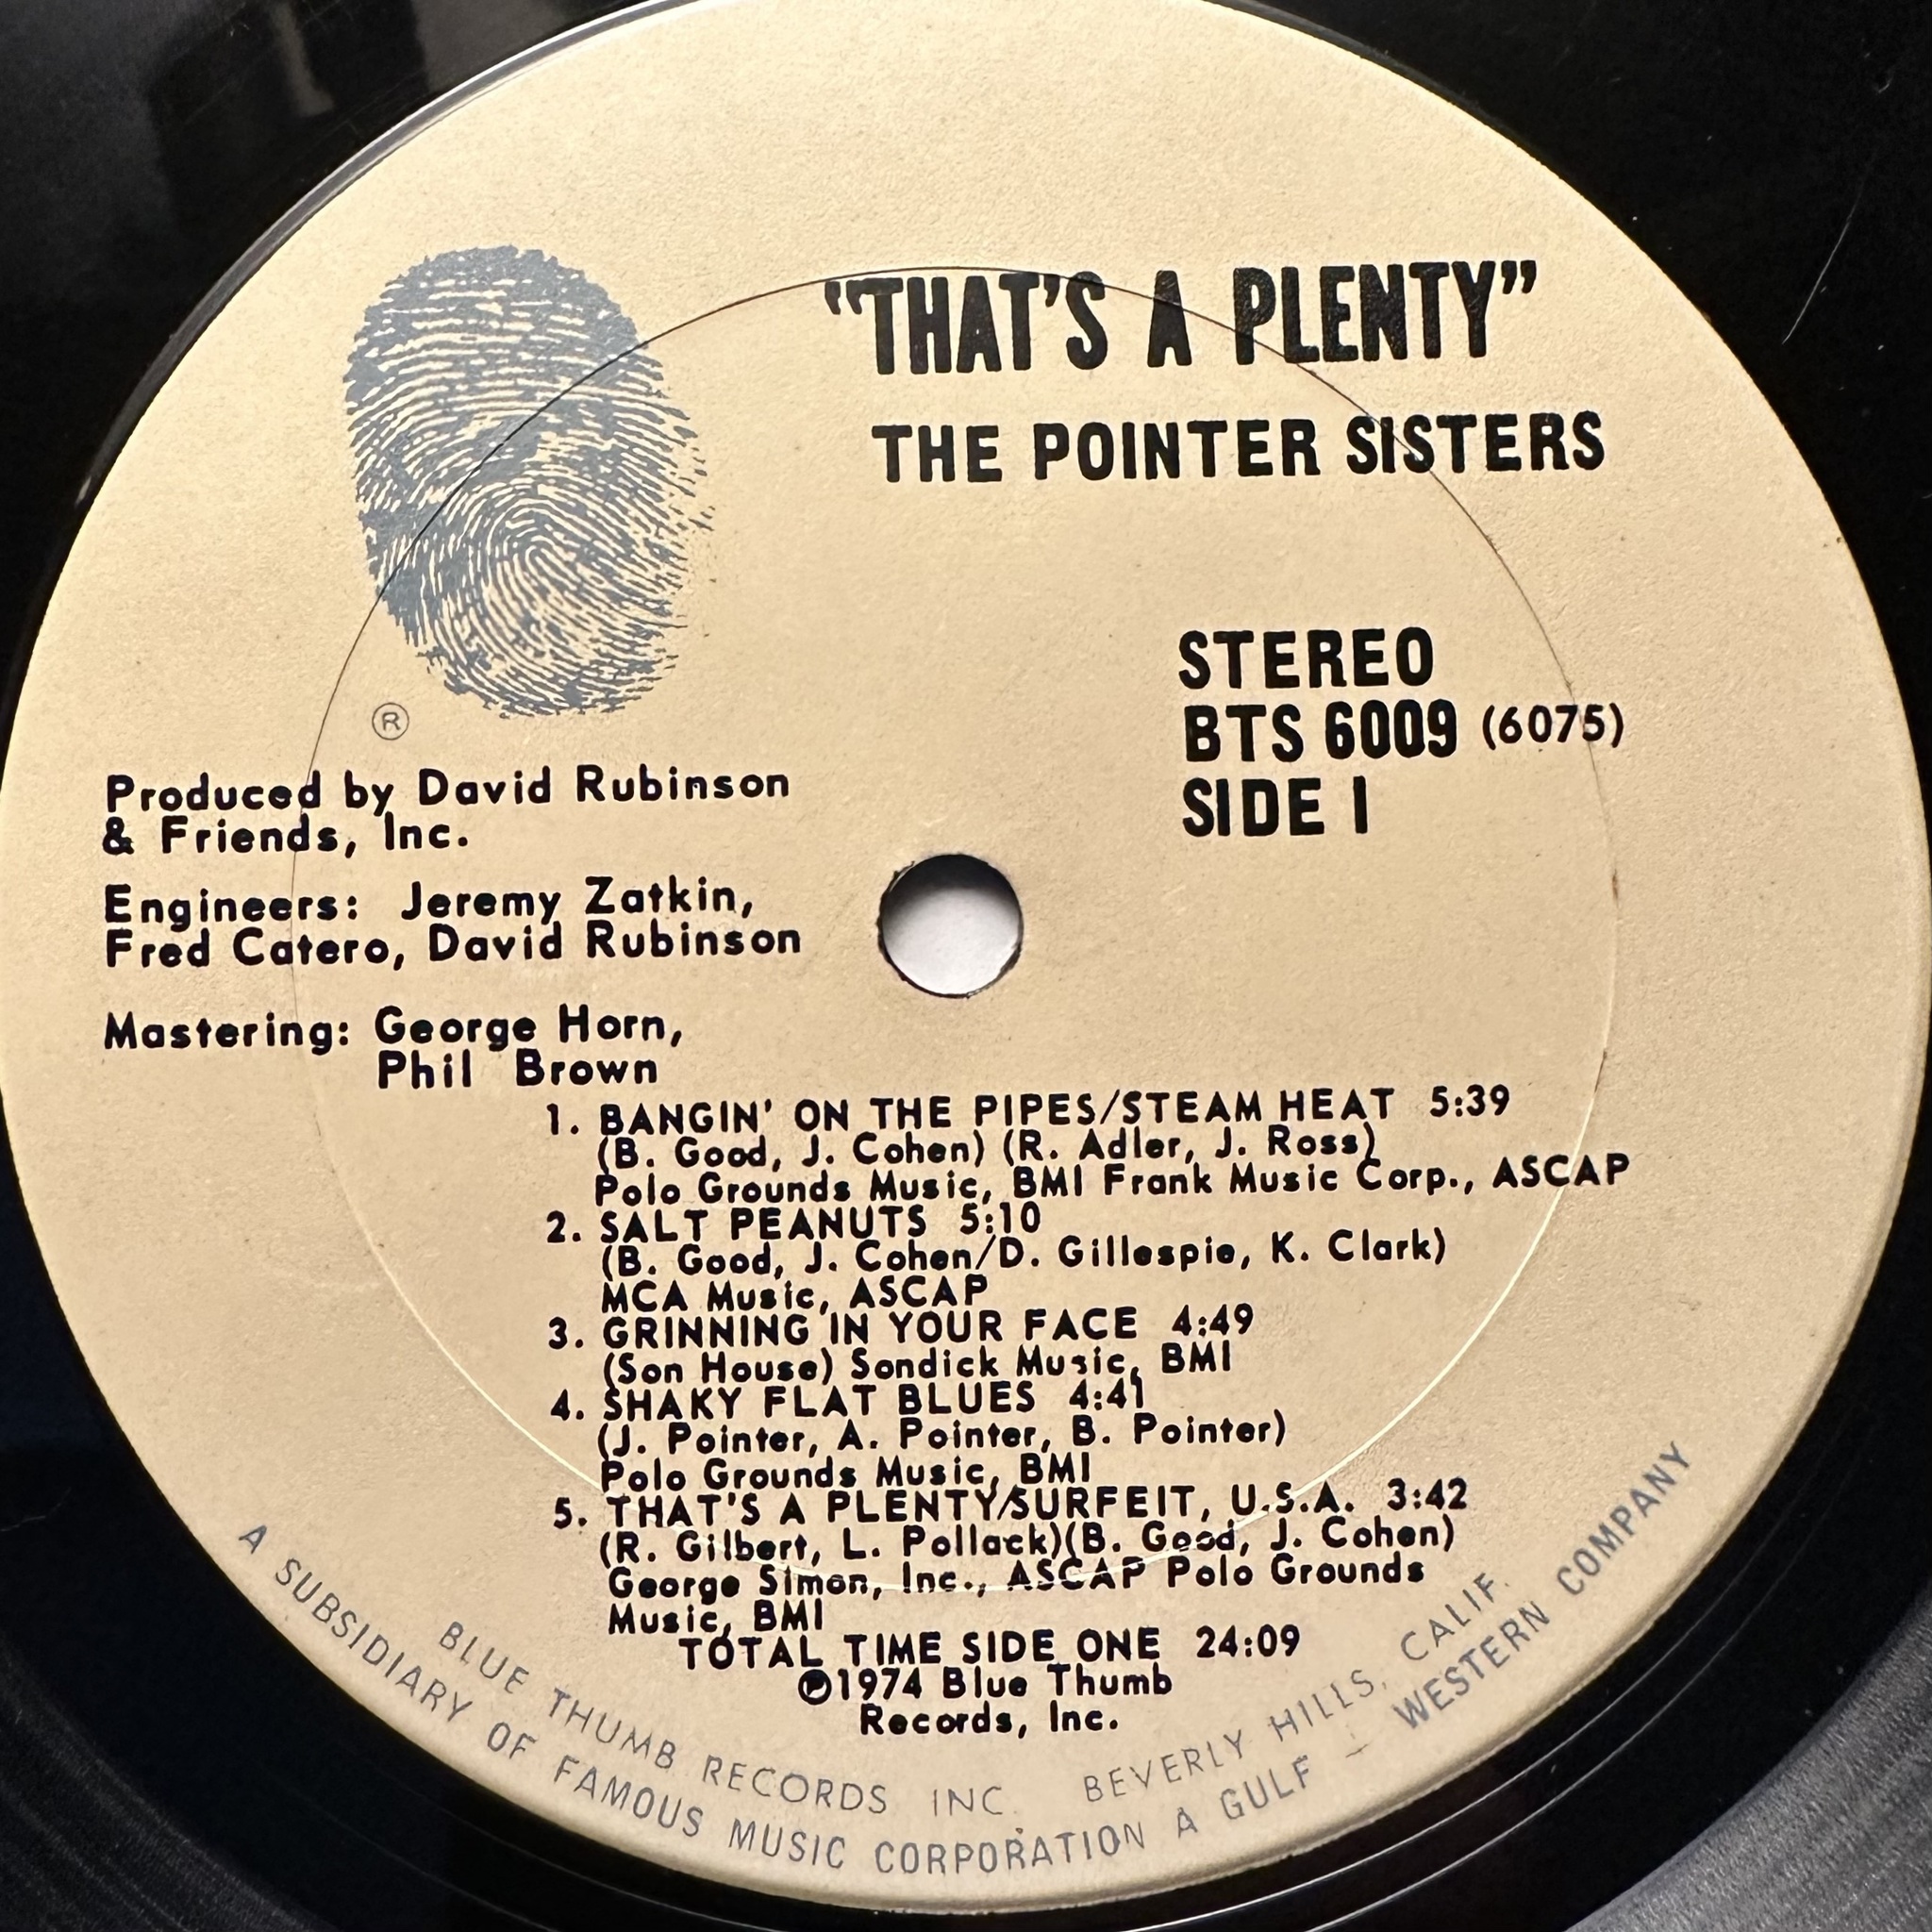 "THAT'S A PLENTY"
THE POINTER SISTERS
STEREO
BTS 6009 (6075)
SIDE I
®
Produced by David Rubinson
& Friends, Inc.
Engineers: Jeremy Zatkin,
Fred Catero, David Rubinson
Mastering: George Horn,
Phil Brown
1. BANGIN' ON THE PIPES/STEAM HEAT 5:39
(B. Good, J. Cohen) (R. Adler, J. Ross)
Polo Grounds Music, BMI Frank Music Corp., ASCAP
2. SALT PEANUTS 5:10
(B. Good, J. Cohen/D. Gillespie, K. Clark)
MCA Music, ASCAP
3. GRINNING IN YOUR FACE 4:49
(Son House) Sondick Music, BMI
4. SHAKY FLAT BLUES 4:41
(J. Pointer, A. Pointer, B. Pointer)
Polo Grounds Music, BMI
5. THAT'S A PLENTY/SURFEIT, U.S.A. 3:42
(R. Gilbert, L. Pollack)(B. Good, J. Cohen)
George Simon, Inc., ASCAP Polo Grounds
Music, BMI
TOTAL TIME SIDE ONE 24:09
℗1974 Blue Thumb
Records, Inc.
BLUE THUMB RECORDS INC. BEVERLY HILLS, CALIF.
A SUBSIDIARY OF FAMOUS MUSIC CORPORATION A GULF - WESTERN COMPANY